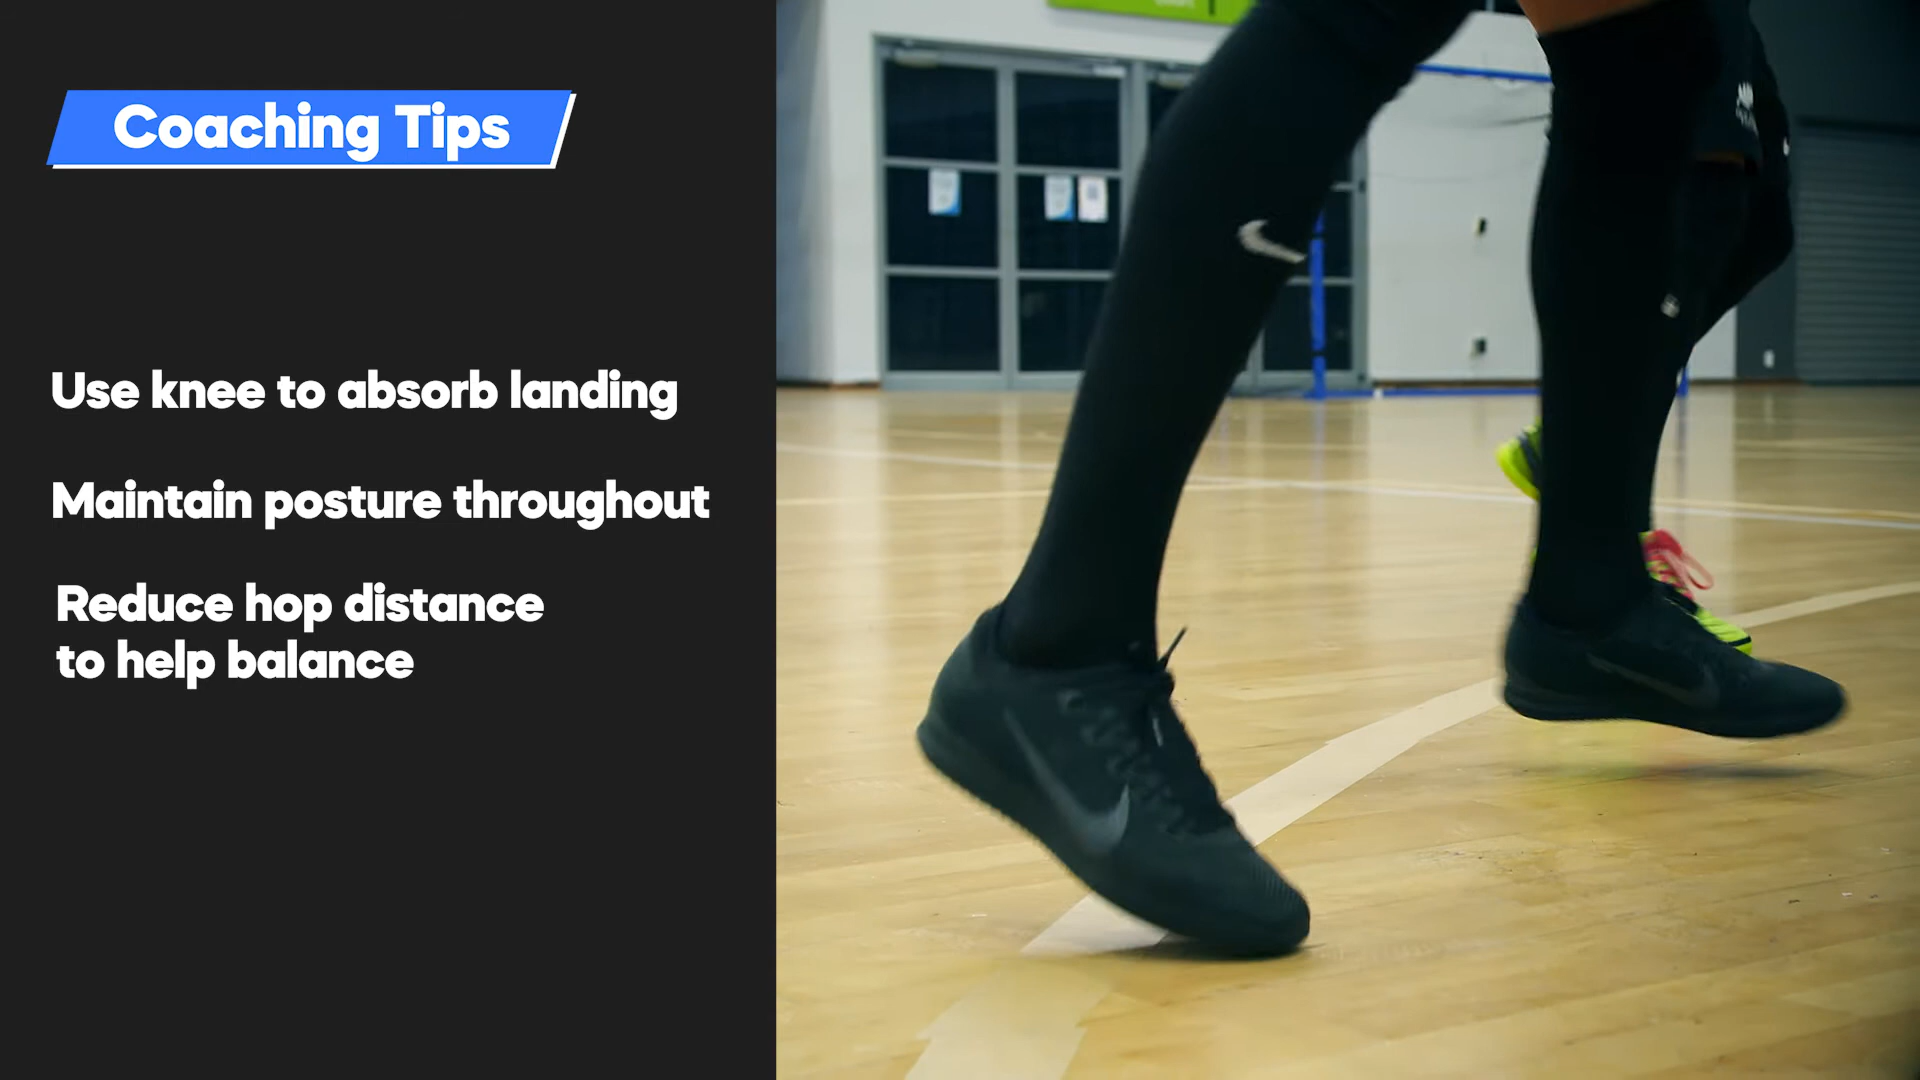 Coaching Tips
Use knee to absorb landing
Maintain posture throughout
Reduce hop distance
to help balance